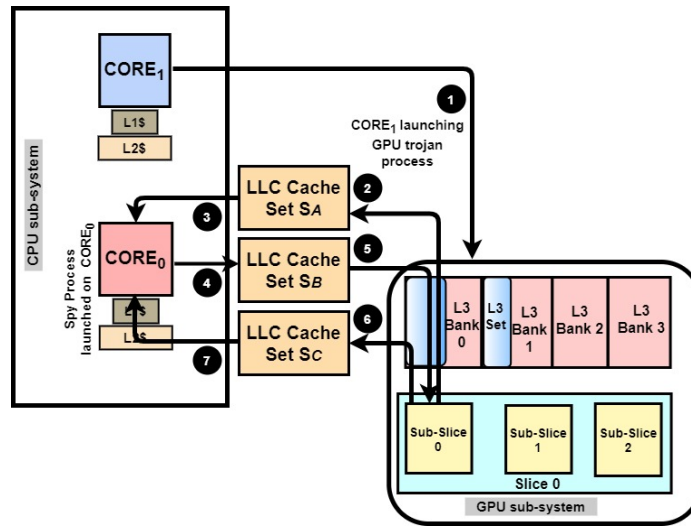 CORE1
L1$
L2$
CPU sub-system
1
CORE1 launching
GPU trojan
process
LLC Cache
Set SA
2
3
Spy Process
launched on CORE0
CORE0
4
LLC Cache
Set SB
5
L2$
7
LLC Cache
Set SC
6
L3
Bank
0
L3
Set
L3
Bank
1
L3
Bank 2
L3
Bank 3
Sub-Slice
0
Sub-Slice
1
Sub-Slice
2
Slice 0
GPU sub-system